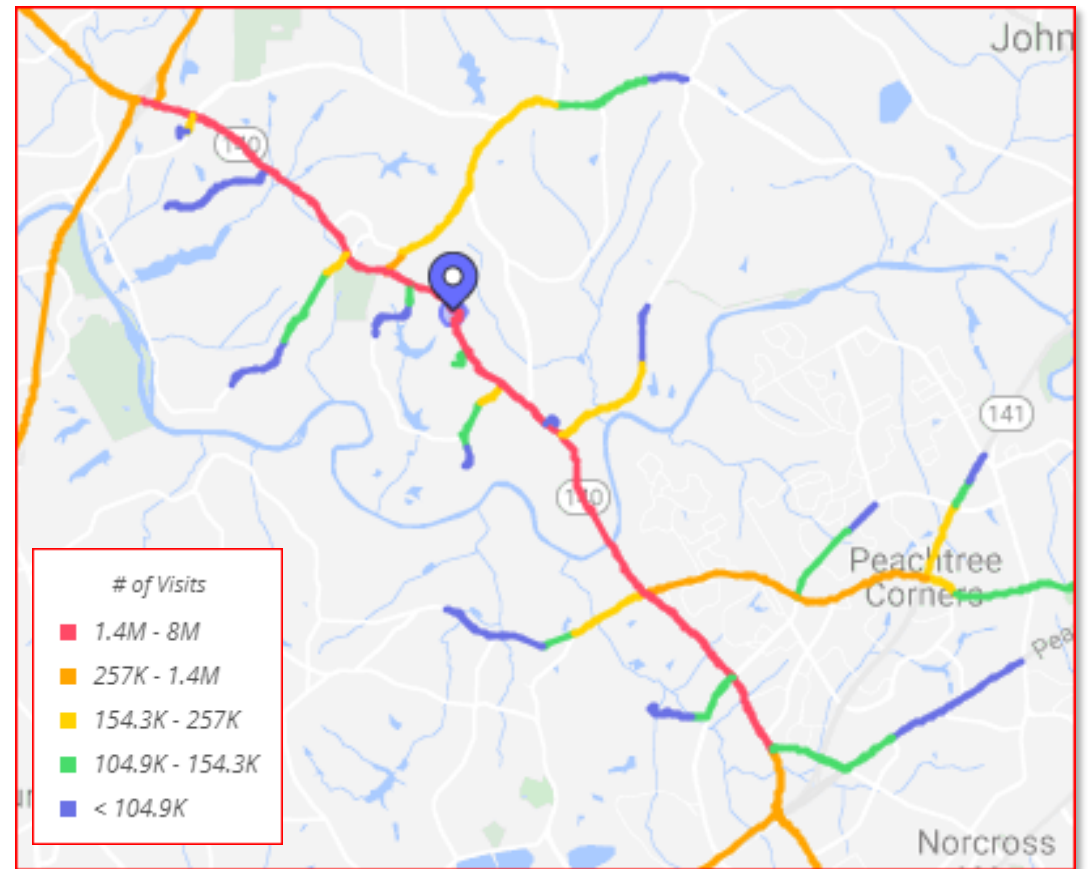 John
140
141
140
Peachtree
Corners
Pea
# of Visits
1.4M - 8M
257K - 1.4M
154.3K - 257K
104.9K - 154.3K
< 104.9K
Norcross